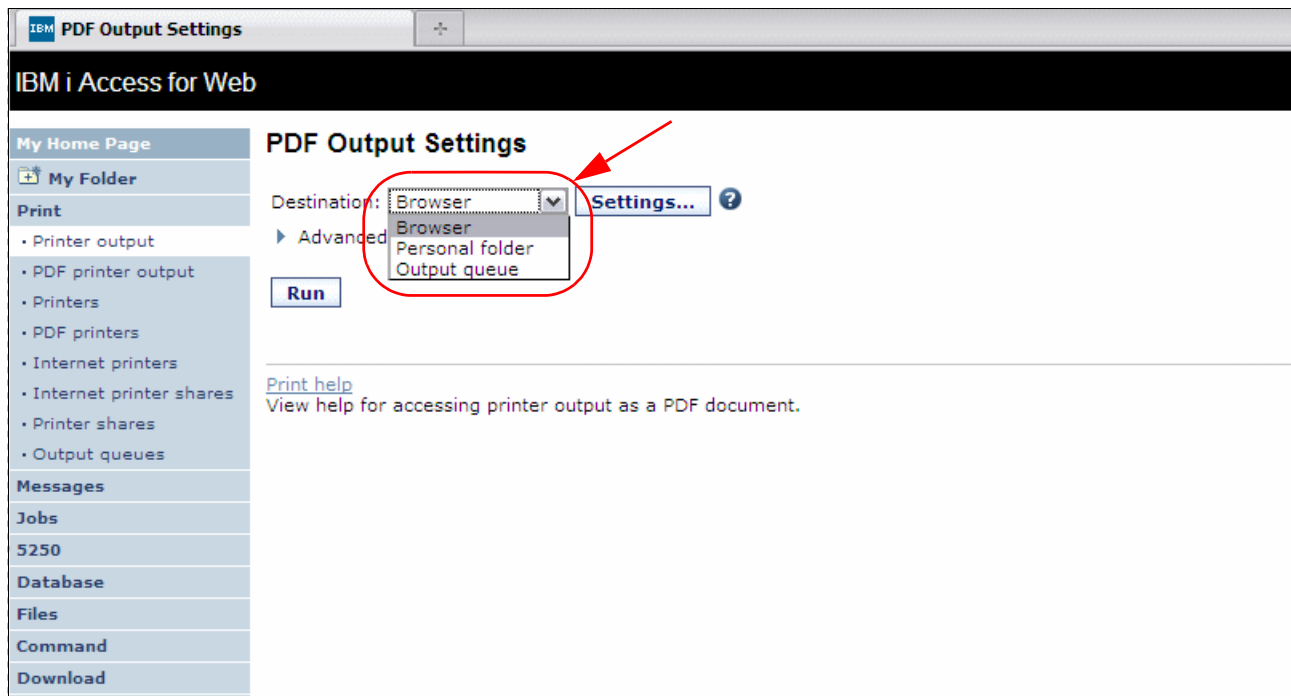 IBM PDF Output Settings
IBM i Access for Web
My Home Page
My Folder
Print
• Printer output
• PDF printer output
• Printers
• PDF printers
• Internet printers
• Internet printer shares
• Printer shares
• Output queues
Messages
Jobs
5250
Database
Files
Command
Download
PDF Output Settings
Destination: Browser Settings... ?
Browser
Personal folder
Output queue
Advanced
Run
Print help
View help for accessing printer output as a PDF document.